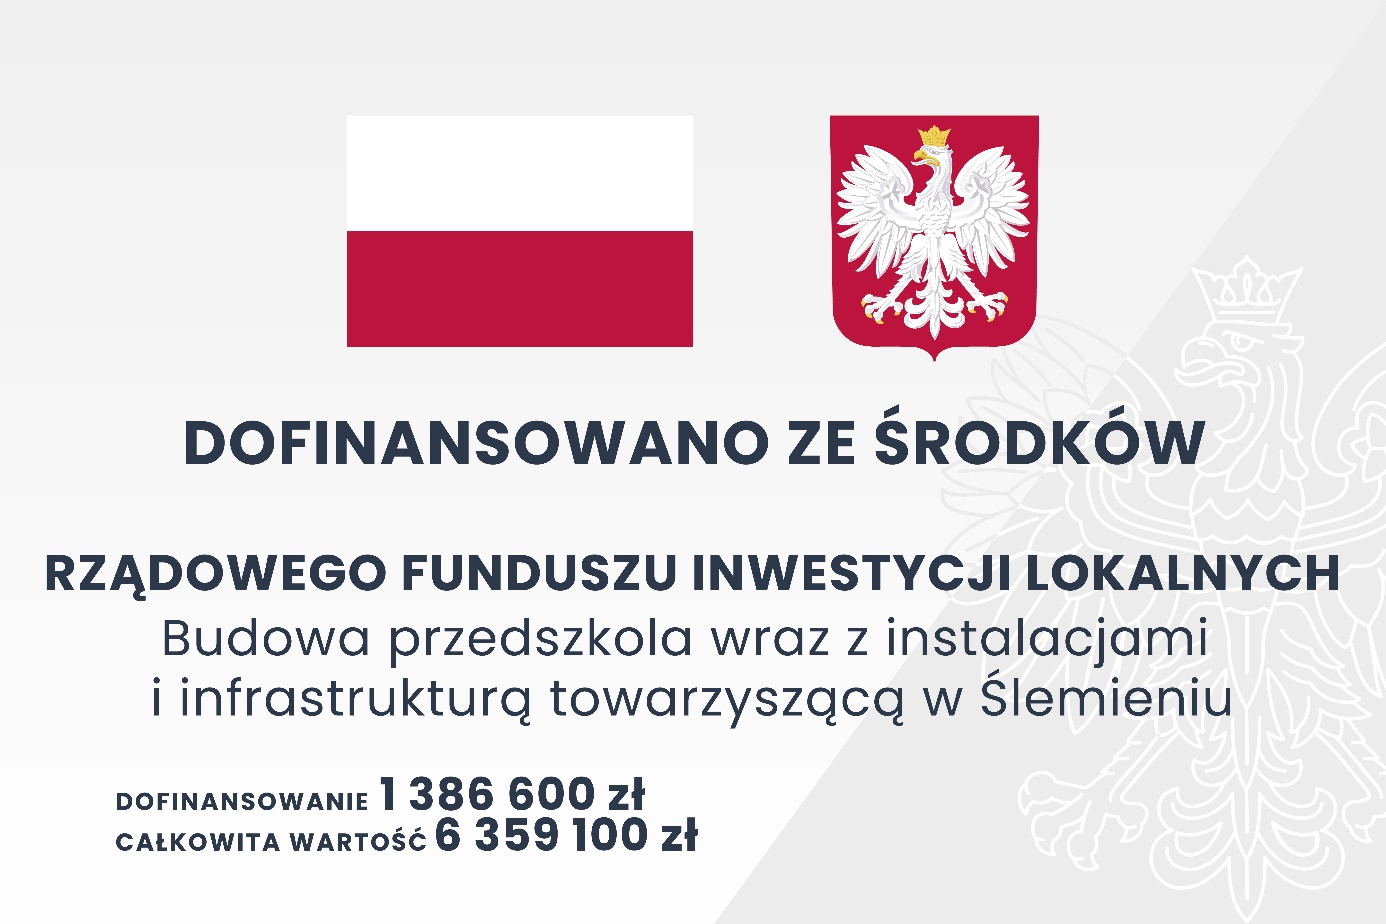 DOFINANSOWANO ZE ŚRODKÓW
RZĄDOWEGO FUNDUSZU INWESTYCJI LOKALNYCH
Budowa przedszkola wraz z instalacjami
i infrastrukturą towarzyszącą w Ślemieniu
DOFINANSOWANIE 1 386 600 zł
CAŁKOWITA WARTOŚĆ 6 359 100 zł